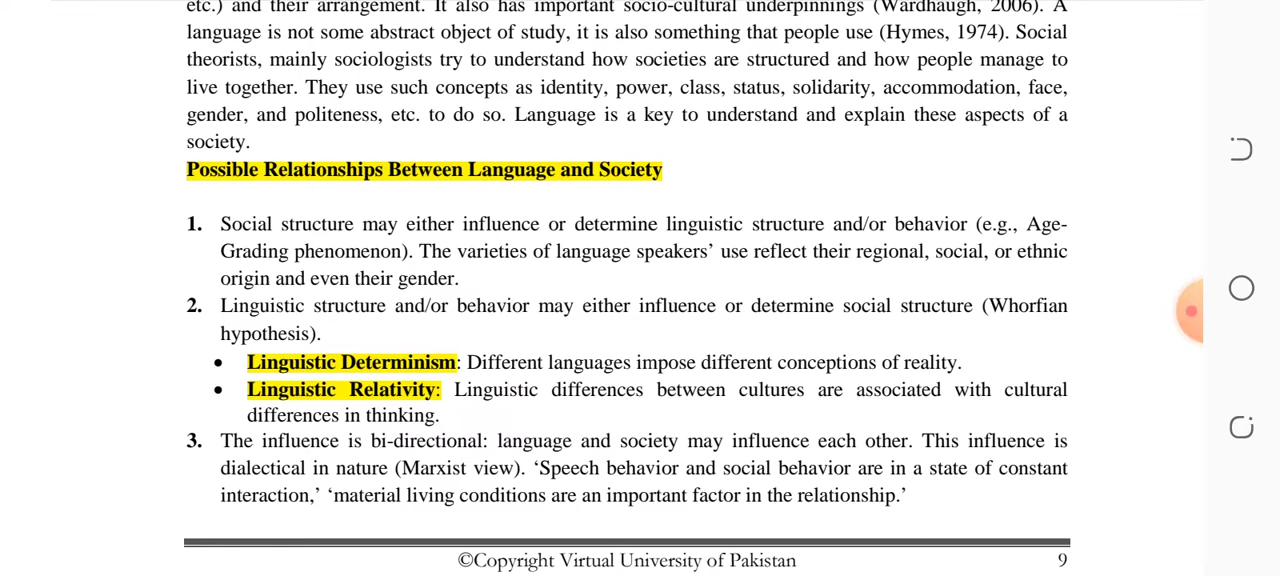 etc.) and their arrangement. It also has important socio-cultural underpinnings (Wardhaugh, 2006). A
language is not some abstract object of study, it is also something that people use (Hymes, 1974). Social
theorists, mainly sociologists try to understand how societies are structured and how people manage to
live together. They use such concepts as identity, power, class, status, solidarity, accommodation, face,
gender, and politeness, etc. to do so. Language is a key to understand and explain these aspects of a
society.
Possible Relationships Between Language and Society
1. Social structure may either influence or determine linguistic structure and/or behavior (e.g., Age-
Grading phenomenon). The varieties of language speakers’ use reflect their regional, social, or ethnic
origin and even their gender.
2. Linguistic structure and/or behavior may either influence or determine social structure (Whorfian
hypothesis).
• Linguistic Determinism: Different languages impose different conceptions of reality.
• Linguistic Relativity: Linguistic differences between cultures are associated with cultural
differences in thinking.
3. The influence is bi-directional: language and society may influence each other. This influence is
dialectical in nature (Marxist view). ‘Speech behavior and social behavior are in a state of constant
interaction,’ ‘material living conditions are an important factor in the relationship.’
©Copyright Virtual University of Pakistan 9